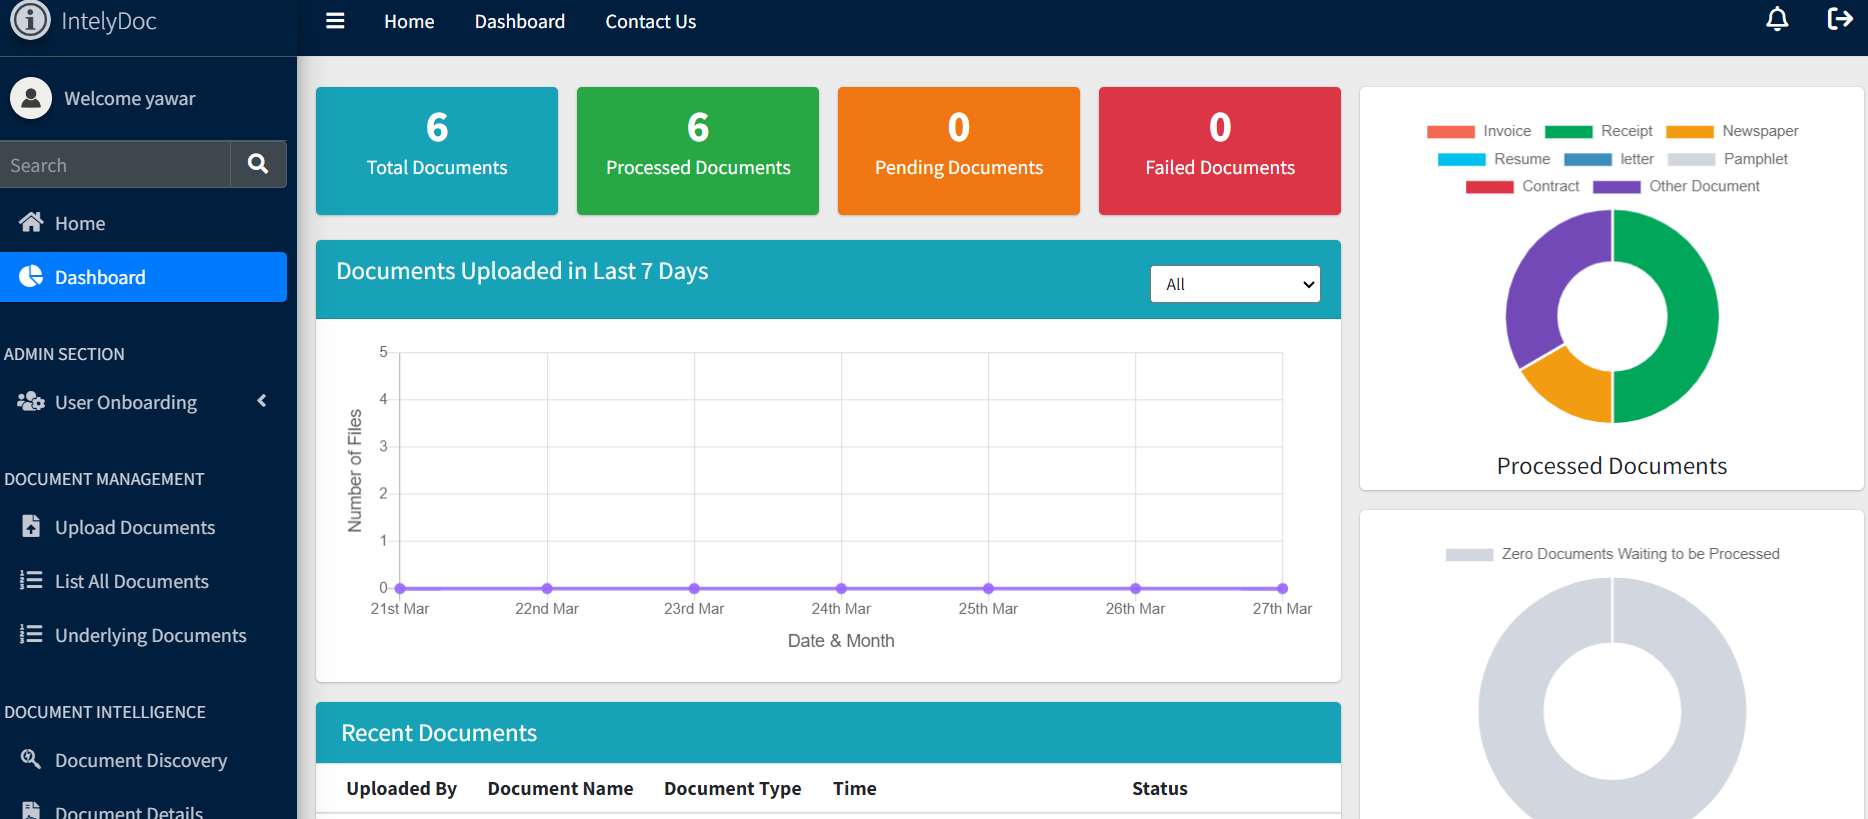 IntelyDoc
Home
Dashboard
Contact Us
Welcome yawar
Search
Home
Dashboard
ADMIN SECTION
User Onboarding
DOCUMENT MANAGEMENT
Upload Documents
List All Documents
Underlying Documents
DOCUMENT INTELLIGENCE
Document Discovery
Document Details
6
Total Documents
6
Processed Documents
0
Pending Documents
0
Failed Documents
Documents Uploaded in Last 7 Days
All
Number of Files
5
4
3
2
1
0
21st Mar
22nd Mar
23rd Mar
24th Mar
25th Mar
26th Mar
27th Mar
Date & Month
Recent Documents
Uploaded By
Document Name
Document Type
Time
Status
Invoice
Receipt
Newspaper
Resume
letter
Pamphlet
Contract
Other Document
Processed Documents
Zero Documents Waiting to be Processed